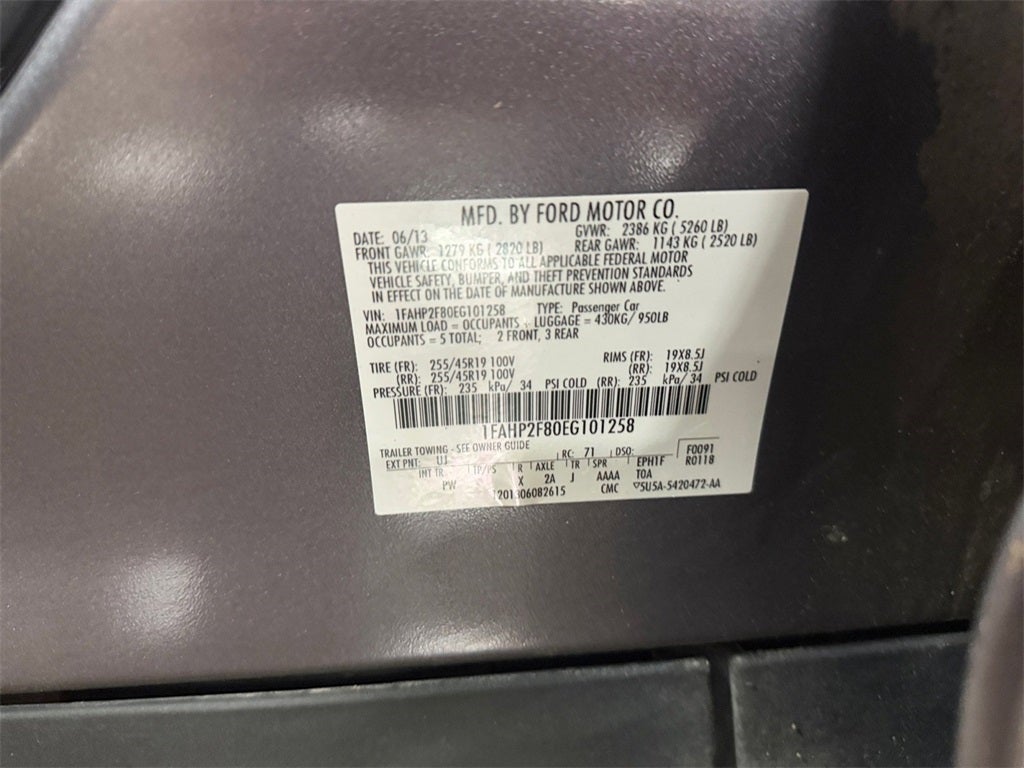 MFD. BY FORD MOTOR CO.
DATE: 06/13 GVWR: 2386 KG ( 5260 LB)
FRONT GAWR: 1279 KG ( 2820 LB) REAR GAWR: 1143 KG ( 2520 LB)
THIS VEHICLE CONFORMS TO ALL APPLICABLE FEDERAL MOTOR
VEHICLE SAFETY, BUMPER, AND THEFT PREVENTION STANDARDS
IN EFFECT ON THE DATE OF MANUFACTURE SHOWN ABOVE.
VIN: 1FAHP2F80EG101258 TYPE: Passenger Car
MAXIMUM LOAD = OCCUPANTS + LUGGAGE = 430KG/ 950LB
OCCUPANTS = 5 TOTAL; 2 FRONT, 3 REAR
TIRE (FR): 255/45R19 100V RIMS (FR): 19X8.5J
(RR): 255/45R19 100V (RR): 19X8.5J
PRESSURE (FR): 235 kPa/ 34 PSI COLD (RR): 235 kPa/ 34 PSI COLD
1FAHP2F80EG101258
TRAILER TOWING - SEE OWNER GUIDE
EXT PNT: UJ RC: 71 DSO: F0091
INT TR TP/PS R AXLE TR SPR EPH1F R0118
PW X 2A J AAAA T0A
1201306082615 CMC 5U5A-5420472-AA